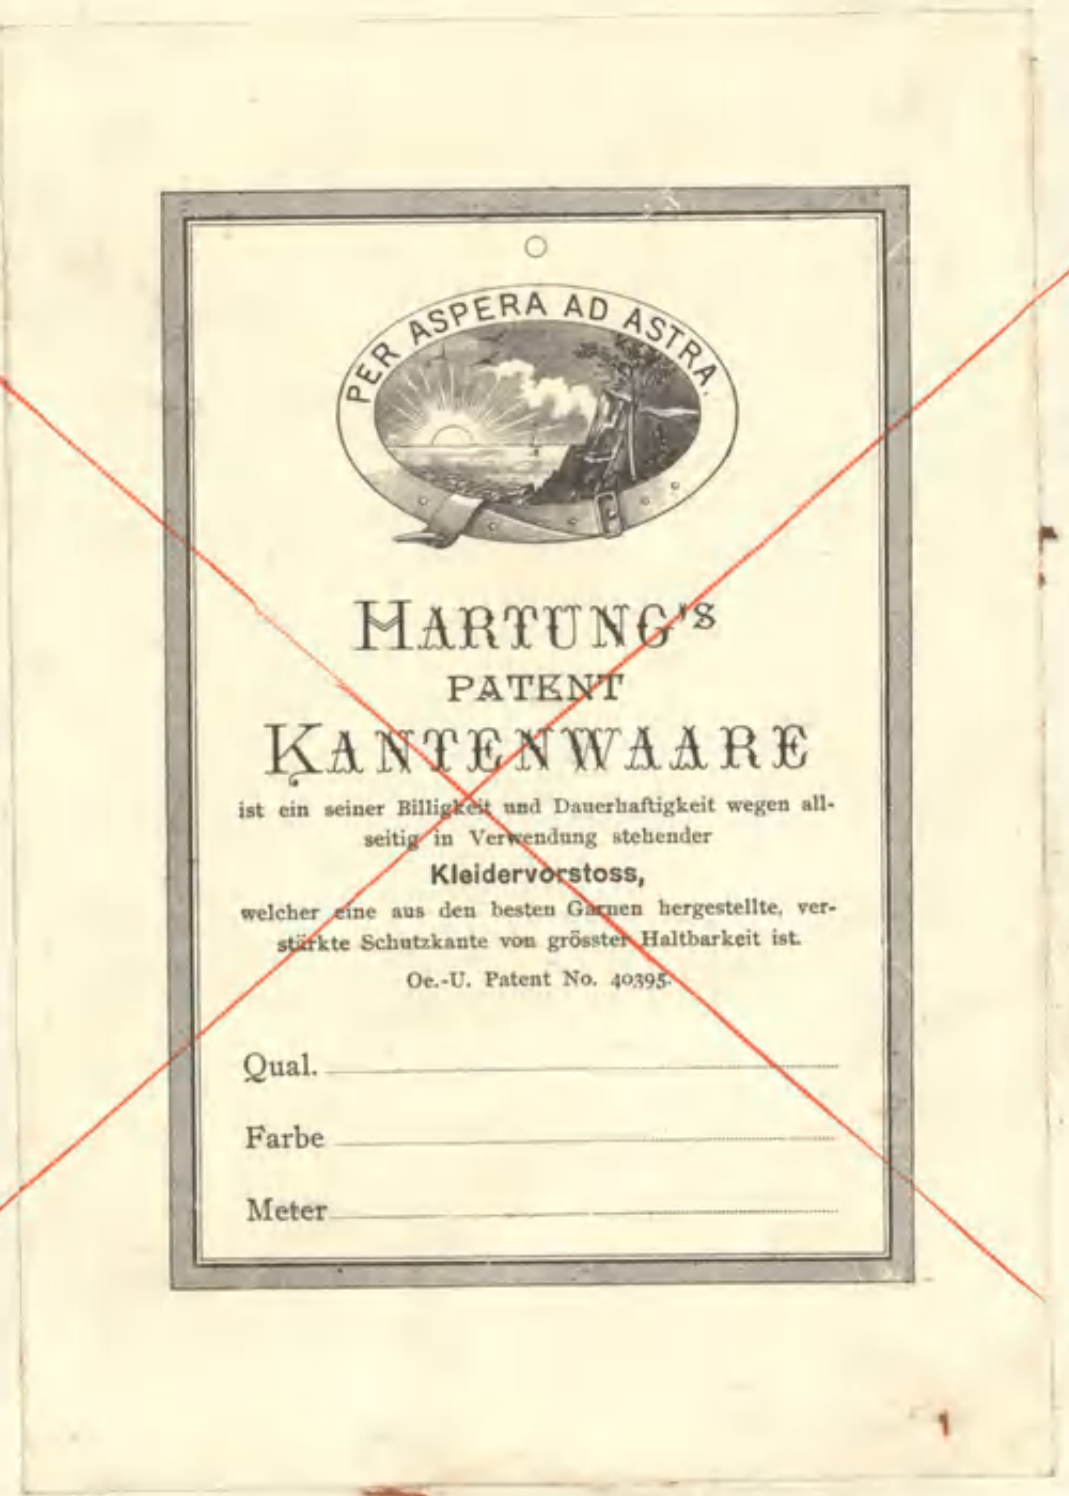 PER ASPERA AD ASTRA.
HARTUNG'S
PATENT
KANTENWAARE
ist ein seiner Billigkeit und Dauerhaftigkeit wegen all-
seitig in Verwendung stehender
Kleidervorstoss,
welcher eine aus den besten Garnen hergestellte, ver-
stärkte Schutzkante von grösster Haltbarkeit ist.
Oe.-U. Patent No. 40395.
Qual.
Farbe
Meter